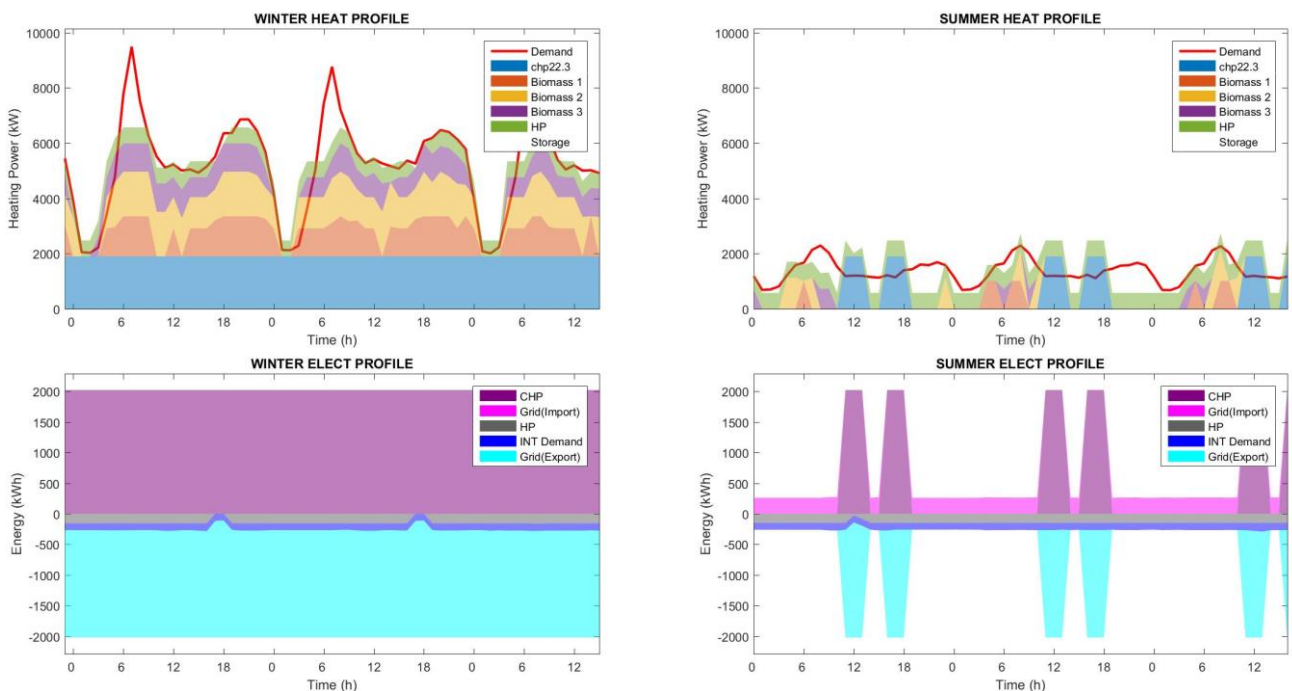 WINTER HEAT PROFILE
10000
8000
6000
4000
2000
0
Heating Power (kW)
Demand
chp22.3
Biomass 1
Biomass 2
Biomass 3
HP
Storage
0 6 12 18 0 6 12 18 0 6 12
Time (h)
SUMMER HEAT PROFILE
10000
8000
6000
4000
2000
0
Heating Power (kW)
Demand
chp22.3
Biomass 1
Biomass 2
Biomass 3
HP
Storage
0 6 12 18 0 6 12 18 0 6 12
Time (h)
WINTER ELECT PROFILE
2000
1500
1000
500
0
-500
-1000
-1500
-2000
Energy (kWh)
CHP
Grid(Import)
HP
INT Demand
Grid(Export)
0 6 12 18 0 6 12 18 0 6 12
Time (h)
SUMMER ELECT PROFILE
2000
1500
1000
500
0
-500
-1000
-1500
-2000
Energy (kWh)
CHP
Grid(Import)
HP
INT Demand
Grid(Export)
0 6 12 18 0 6 12 18 0 6 12
Time (h)